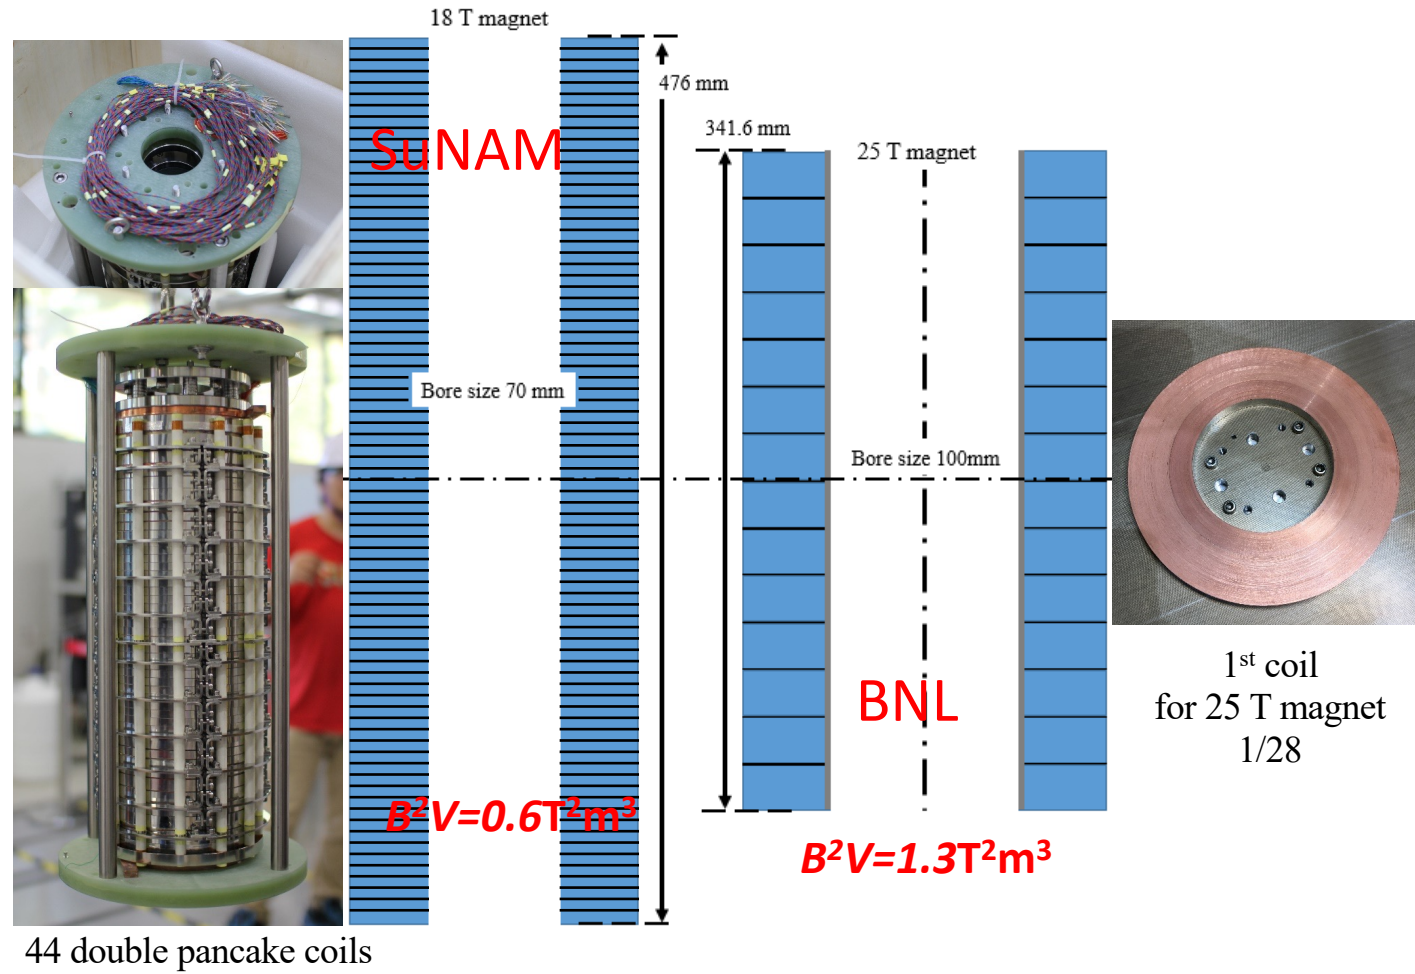 18 T magnet
476 mm
SuNAM
341.6 mm
25 T magnet
Bore size 70 mm
Bore size 100mm
1st coil
for 25 T magnet
1/28
BNL
B²V=0.6T²m³
B²V=1.3T²m³
44 double pancake coils